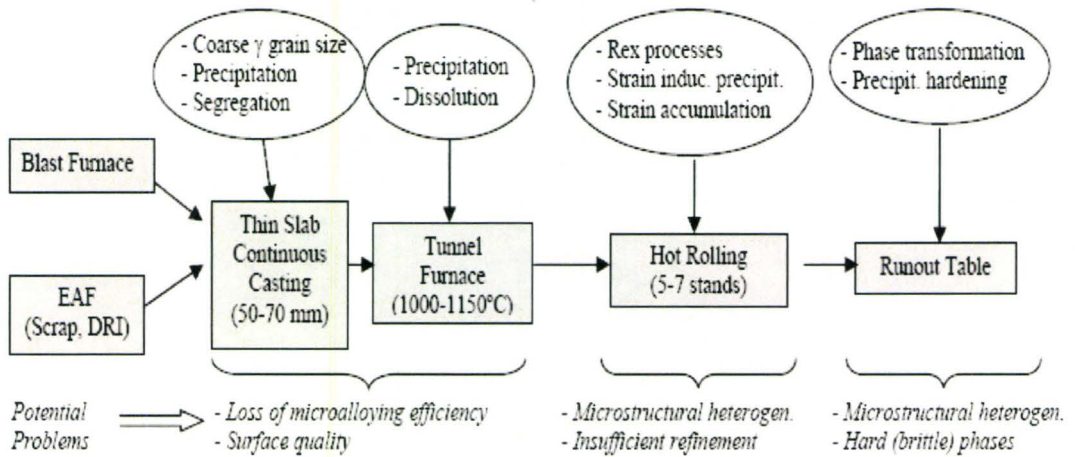 - Coarse γ grain size
- Precipitation
- Segregation
- Precipitation
- Dissolution
- Rex processes
- Strain induc. precipit.
- Strain accumulation
- Phase transformation
- Precipit. hardening
Blast Furnace
EAF
(Scrap, DRI)
Thin Slab
Continuous
Casting
(50-70 mm)
Tunnel
Furnace
(1000-1150°C)
Hot Rolling
(5-7 stands)
Runout Table
Potential
Problems
- Loss of microalloying efficiency
- Surface quality
- Microstructural heterogen.
- Insufficient refinement
- Microstructural heterogen.
- Hard (brittle) phases